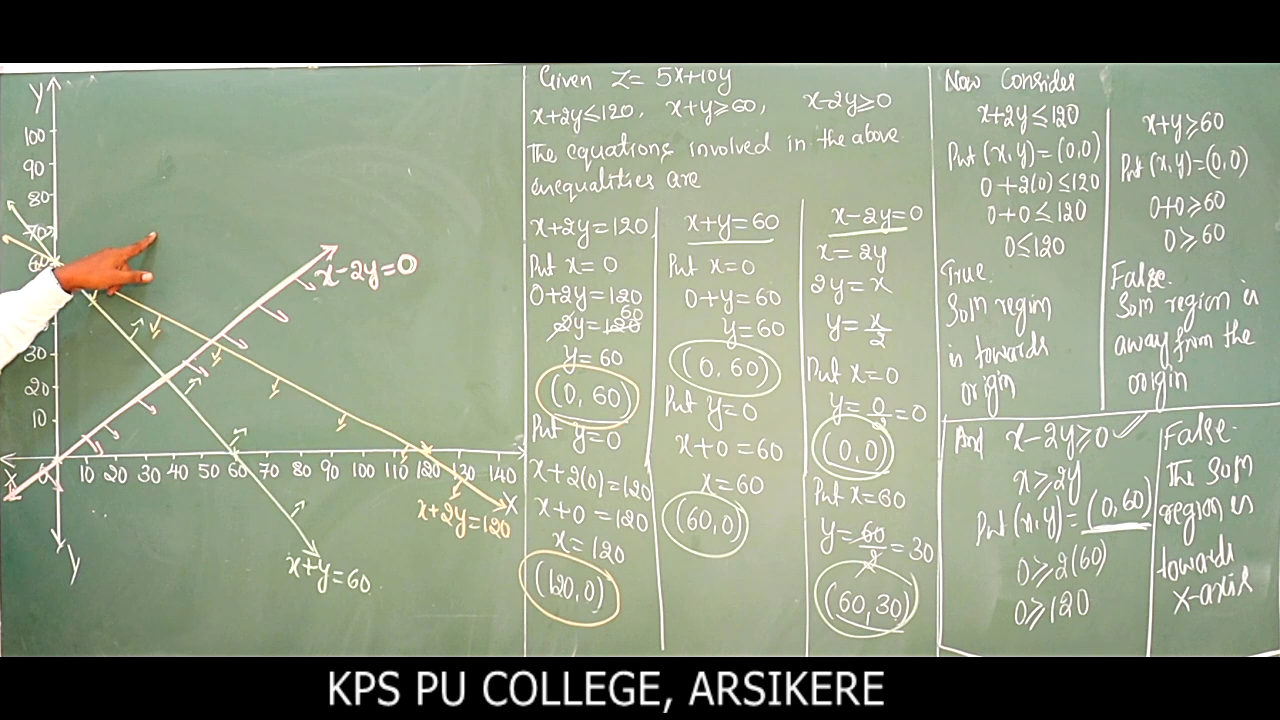 Y
100
90
80
70
60
30
20
10
X 0 10 20 30 40 50 60 70 80 90 100 110 120 130 140 X
y
x-2y=0
x+2y=120
x+y=60
Given Z= 5x+10y
x+2y≤120, x+y≥60, x-2y≥0
The equations involved in the above
inequalities are
x+2y=120
Put x=0
0+2y=120
2y=120 60
y=60
(0, 60)
Put y=0
x+2(0)=120
x+0=120
x=120
(120,0)
x+y=60
Put x=0
0+y=60
y=60
(0, 60)
Put y=0
x+0=60
x=60
(60,0)
x-2y=0
x=2y
2y=x
y=x/2
Put x=0
y=0/2=0
(0,0)
Put x=60
y=60/2=30
(60,30)
Now Consider
x+2y≤120
Put (x,y)=(0,0)
0+2(0)≤120
0+0≤120
0≤120
True.
Soln region
is towards
origin
x+y≥60
Put (x,y)=(0,0)
0+0≥60
0≥60
False.
Soln region is
away from the
origin
And x-2y≥0 ✓
x≥2y
Put (x,y)=(0,60)
0≥2(60)
0≥120
False.
The Soln
region is
towards
X-axis
KPS PU COLLEGE, ARSIKERE